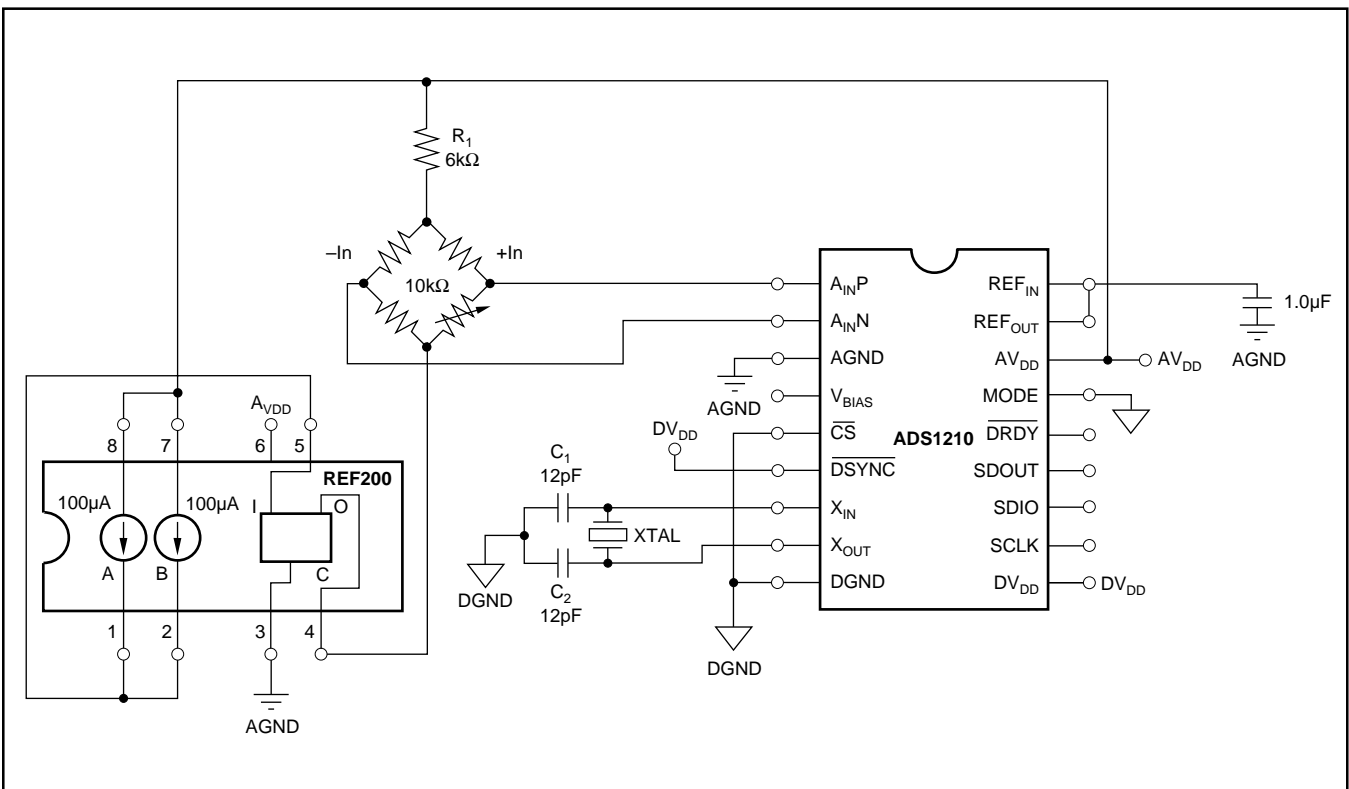 R1
6kΩ
–In
+In
10kΩ
AINP
AINN
AGND
VBIAS
CS
DSYNC
XIN
XOUT
DGND
ADS1210
REFIN
REFOUT
AVDD
MODE
DRDY
SDOUT
SDIO
SCLK
DVDD
1.0µF
AGND
AVDD
DVDD
AGND
DVDD
DGND
C1
12pF
XTAL
C2
12pF
DGND
AVDD
8
7
6
5
REF200
100µA
100µA
I
O
A
B
C
1
2
3
4
AGND